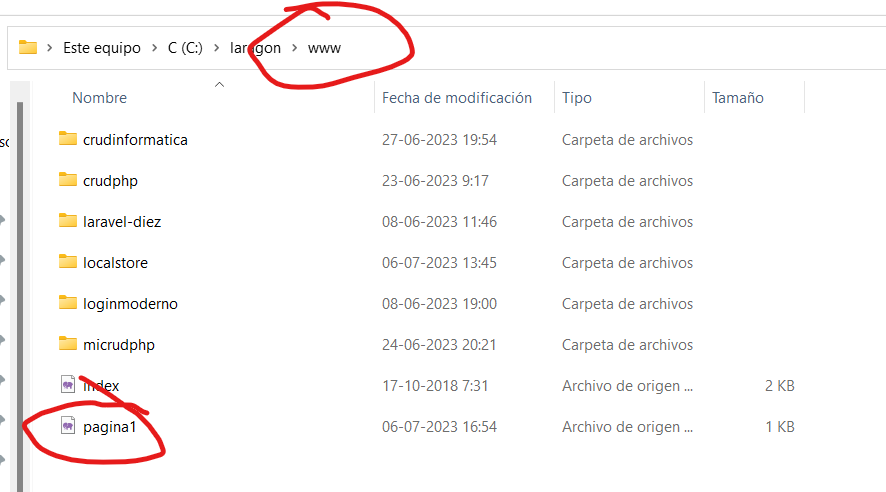 Este equipo > C (C:) > laragon > www
Nombre Fecha de modificación Tipo Tamaño
crudinformatica 27-06-2023 19:54 Carpeta de archivos
crudphp 23-06-2023 9:17 Carpeta de archivos
laravel-diez 08-06-2023 11:46 Carpeta de archivos
localstore 06-07-2023 13:45 Carpeta de archivos
loginmoderno 08-06-2023 19:00 Carpeta de archivos
micrudphp 24-06-2023 20:21 Carpeta de archivos
index 17-10-2018 7:31 Archivo de origen ... 2 KB
pagina1 06-07-2023 16:54 Archivo de origen ... 1 KB